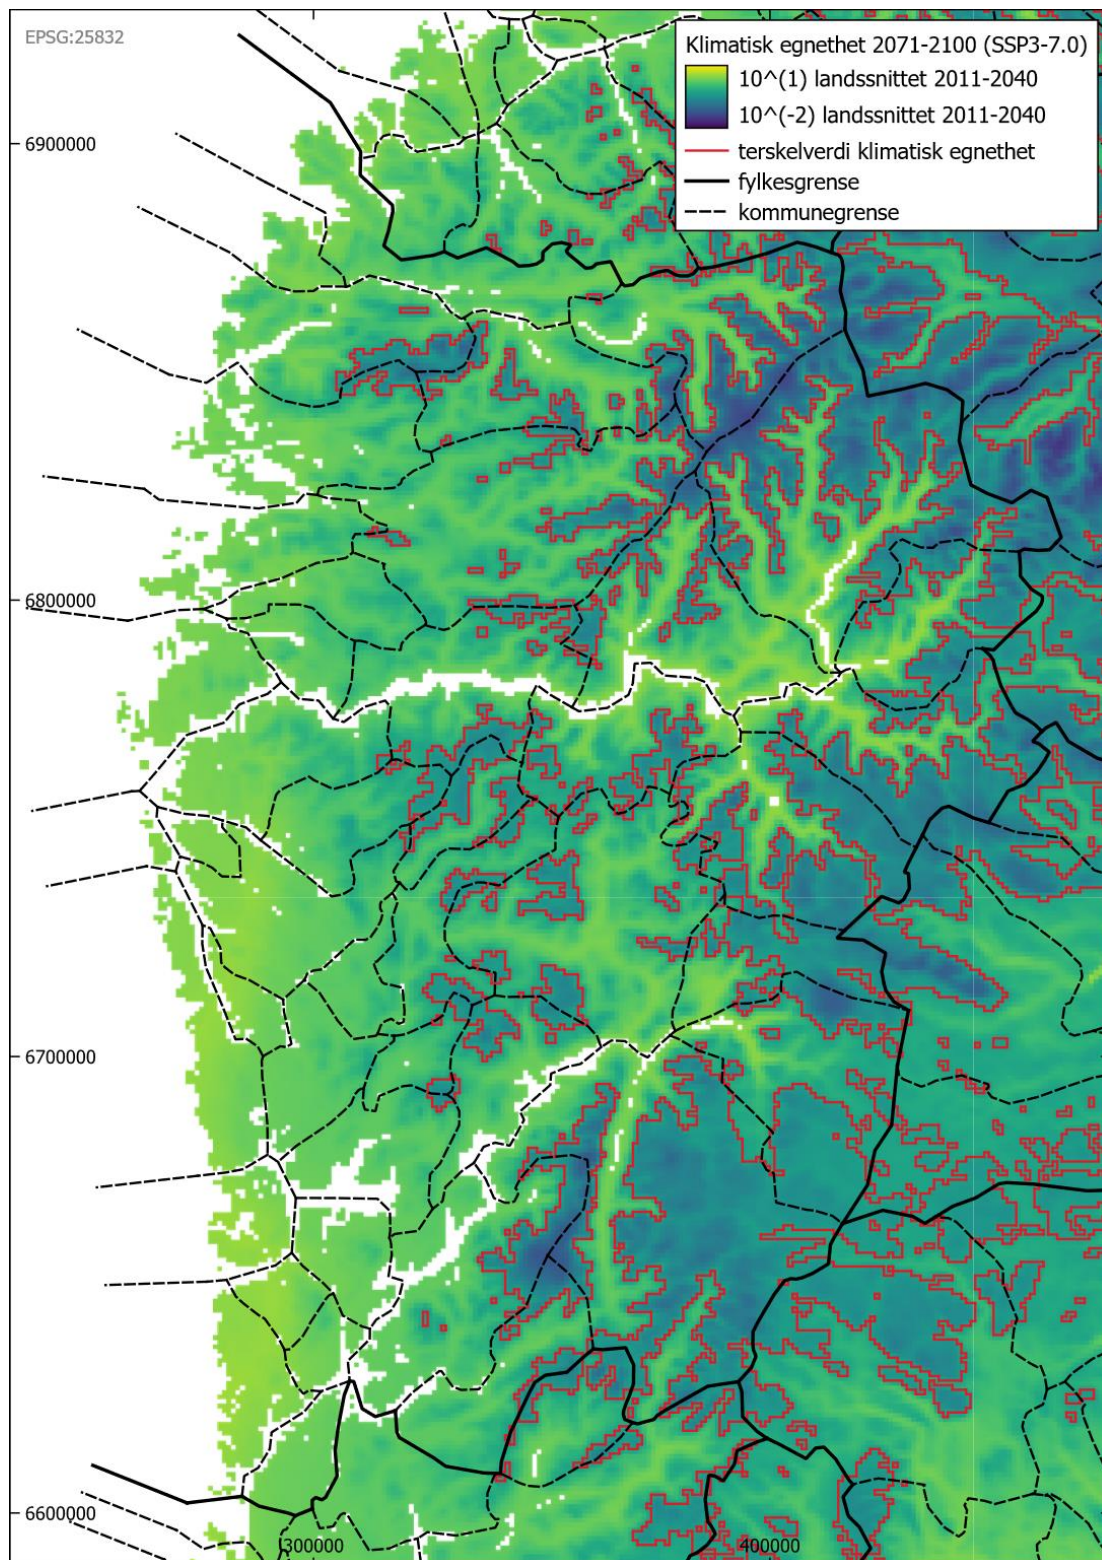 EPSG:25832
Klimatisk egnethet 2071-2100 (SSP3-7.0)
10^(1) landssnittet 2011-2040
10^(-2) landssnittet 2011-2040
terskelverdi klimatisk egnethet
fylkesgrense
kommunegrense
6900000
6800000
6700000
6600000
300000
400000